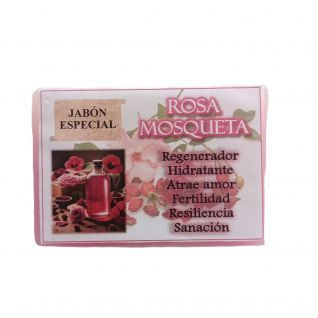 JABÓN
ESPECIAL
ROSA
MOSQUETA
Regenerador
Hidratante
Atrae amor
Fertilidad
Resiliencia
Sanación